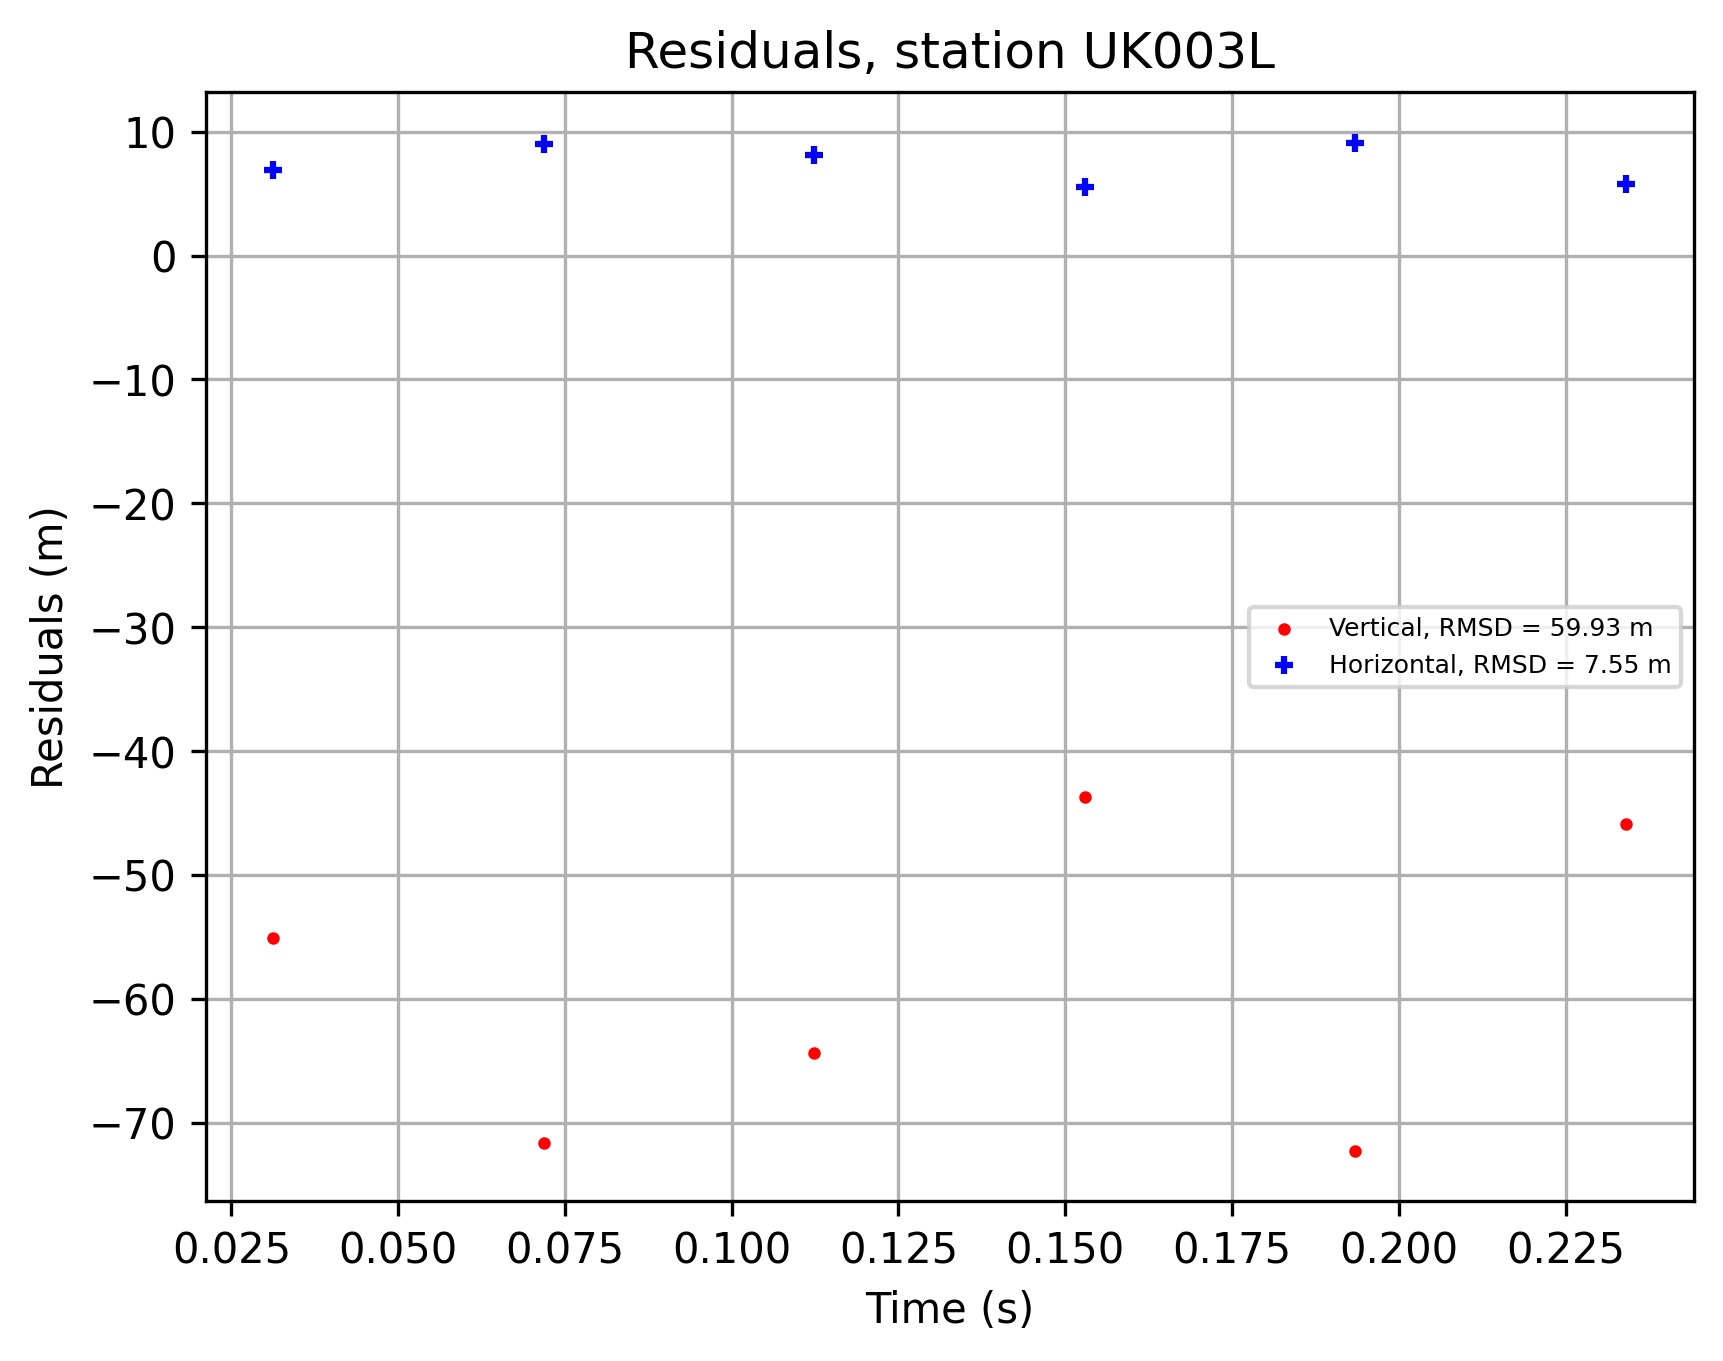 Residuals, station UK003L
10
0
−10
−20
−30
−40
−50
−60
−70
Residuals (m)
Vertical, RMSD = 59.93 m
Horizontal, RMSD = 7.55 m
0.025 0.050 0.075 0.100 0.125 0.150 0.175 0.200 0.225
Time (s)